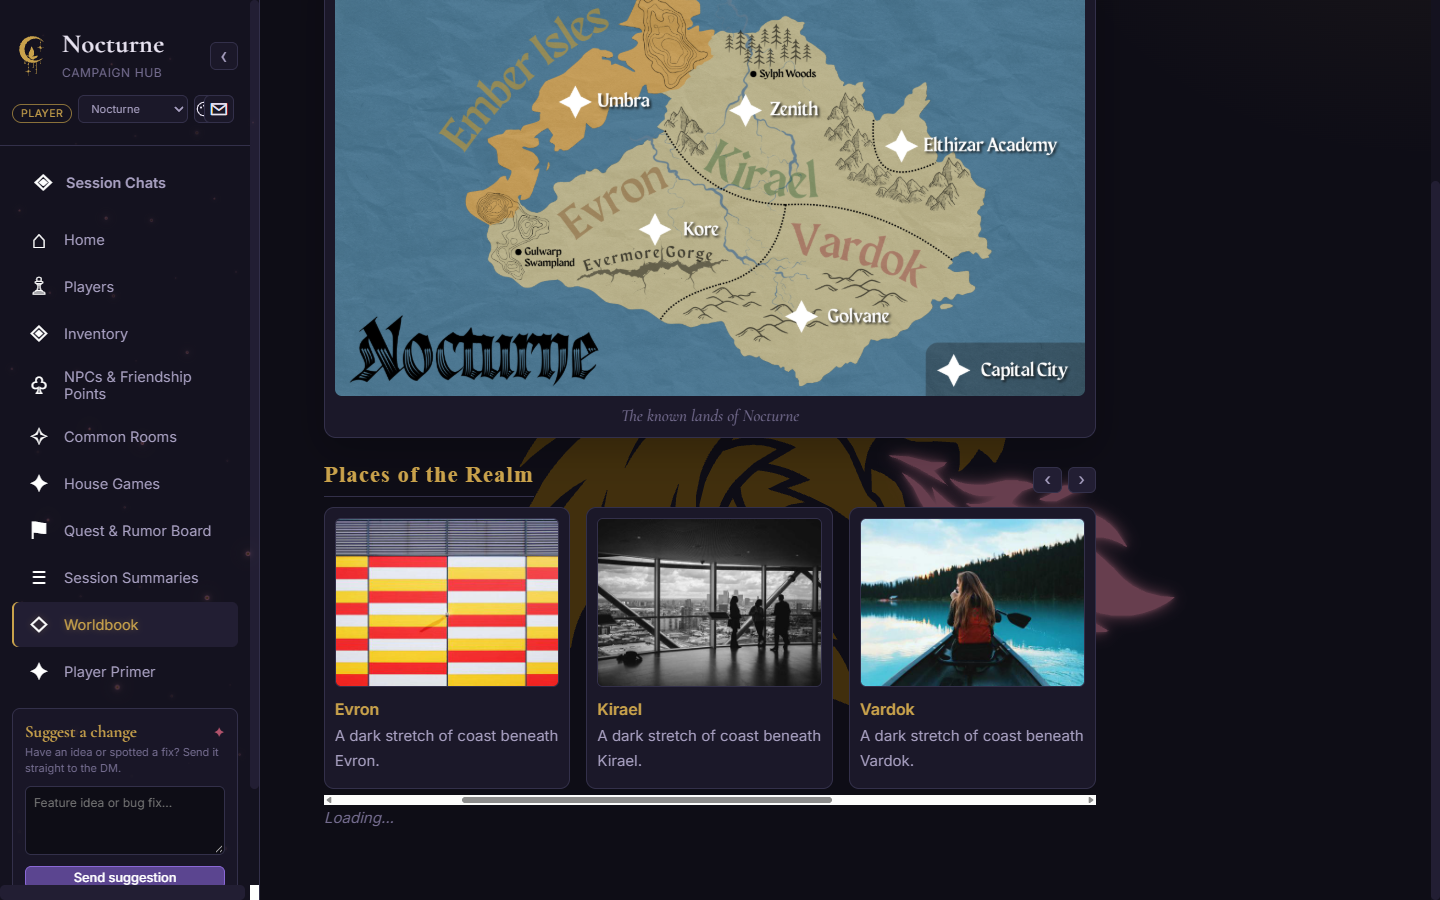 Nocturne
CAMPAIGN HUB
PLAYER
Nocturne
Session Chats
Home
Players
Inventory
NPCs & Friendship
Points
Common Rooms
House Games
Quest & Rumor Board
Session Summaries
Worldbook
Player Primer
Suggest a change
Have an idea or spotted a fix? Send it
straight to the DM.
Feature idea or bug fix...
Send suggestion
Ember Isles
Sylph Woods
Umbra
Zenith
Elthizar Academy
Kirael
Evron
Kore
Vardok
Gulwarp
Swampland
Evermore Gorge
Golvane
Nocturne
Capital City
The known lands of Nocturne
Places of the Realm
Evron
A dark stretch of coast beneath
Evron.
Kirael
A dark stretch of coast beneath
Kirael.
Vardok
A dark stretch of coast beneath
Vardok.
Loading...